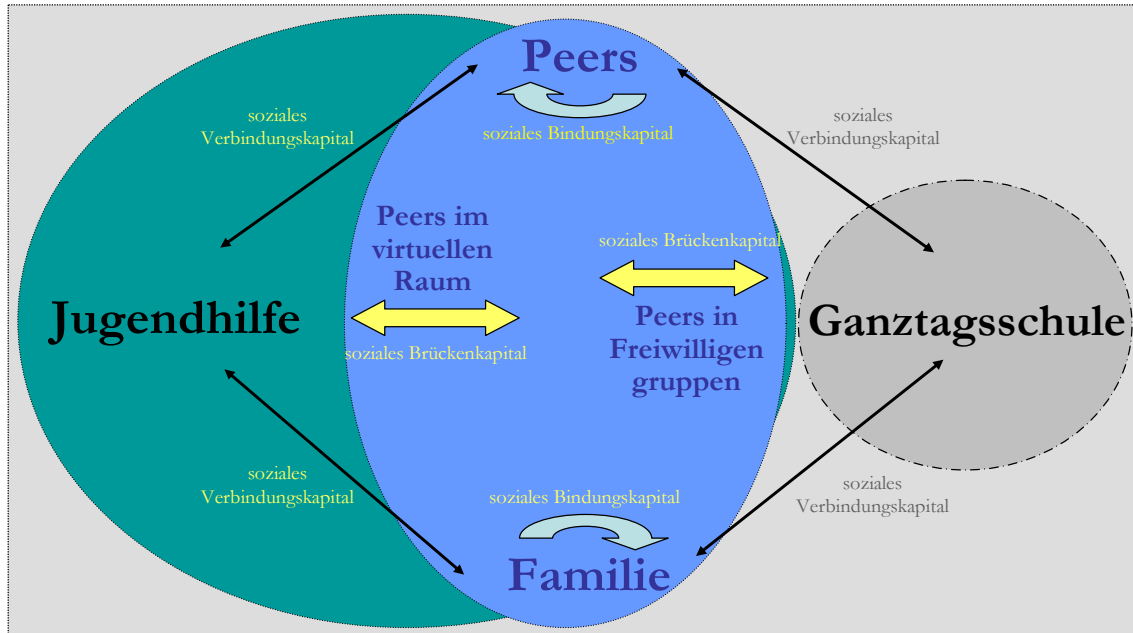 Peers
soziales Bindungskapital
soziales
Verbindungskapital
soziales
Verbindungskapital
Peers im
virtuellen
Raum
soziales Brückenkapital
soziales Brückenkapital
Peers in
Freiwilligen
gruppen
Jugendhilfe
Ganztagsschule
soziales
Verbindungskapital
soziales
Verbindungskapital
soziales Bindungskapital
Familie